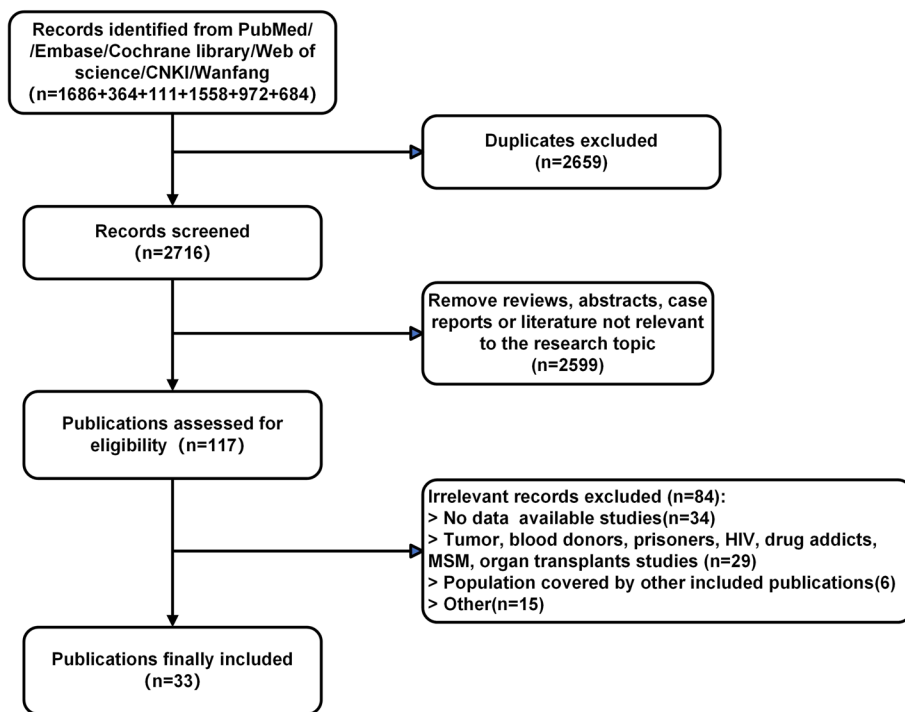 Records identified from PubMed/
/Embase/Cochrane library/Web of
science/CNKI/Wanfang
(n=1686+364+111+1558+972+684)
Duplicates excluded
(n=2659)
Records screened
(n=2716)
Remove reviews, abstracts, case
reports or literature not relevant
to the research topic
(n=2599)
Publications assessed for
eligibility (n=117)
Irrelevant records excluded (n=84):
> No data available studies(n=34)
> Tumor, blood donors, prisoners, HIV, drug addicts,
MSM, organ transplants studies (n=29)
> Population covered by other included publications(6)
> Other(n=15)
Publications finally included
(n=33)